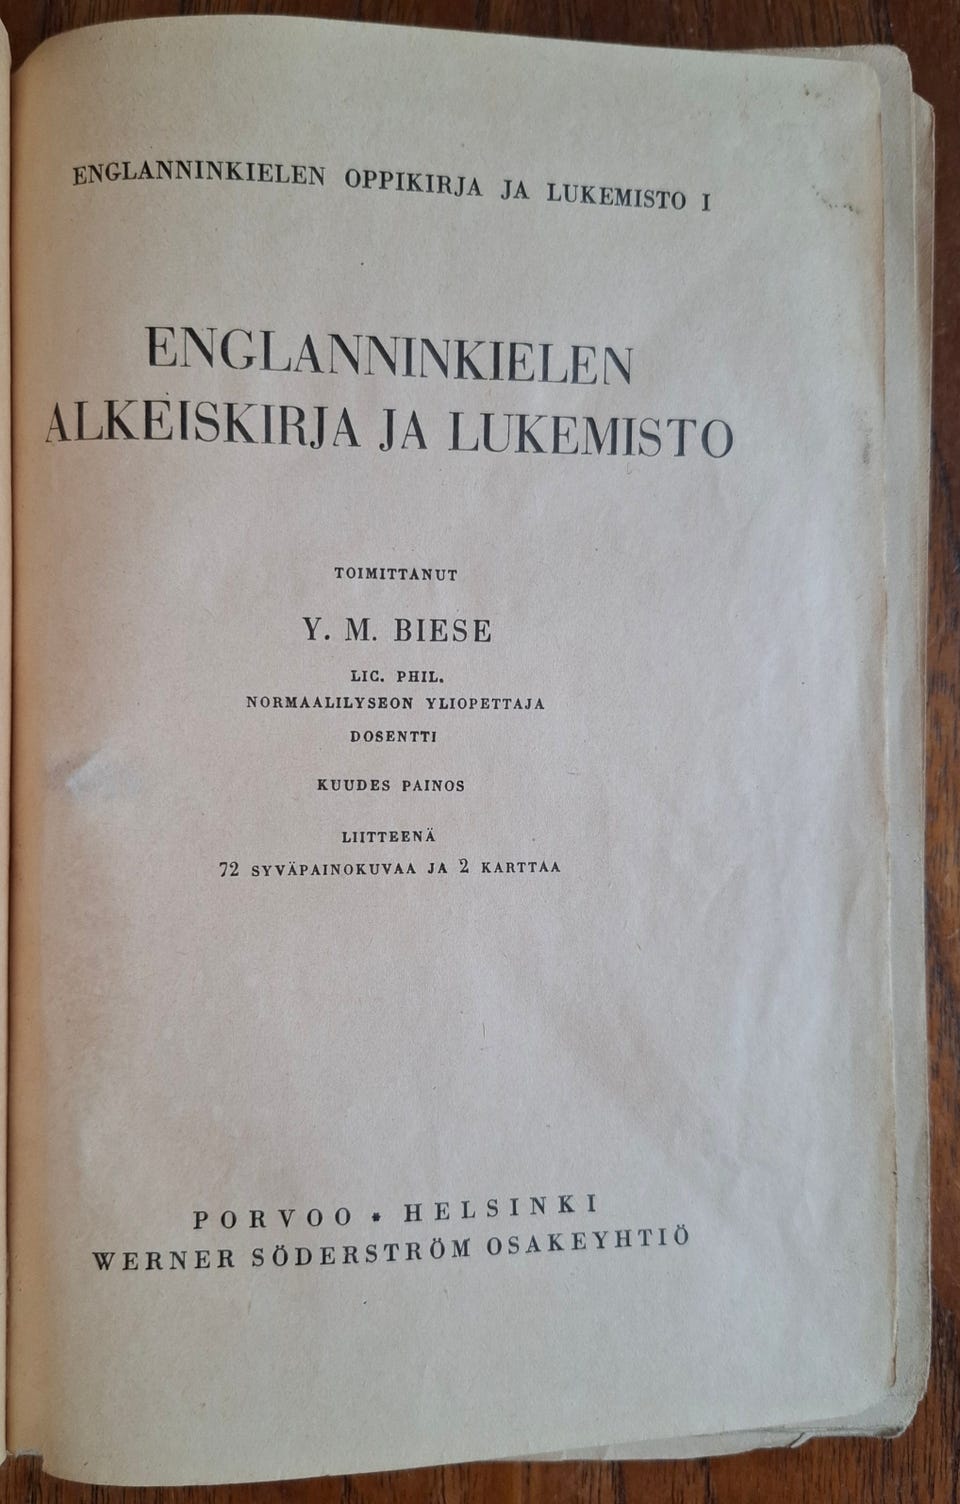 ENGLANNINKIELEN OPPIKIRJA JA LUKEMISTO I
ENGLANNINKIELEN
ALKEISKIRJA JA LUKEMISTO
TOIMITTANUT
Y. M. BIESE
LIC. PHIL.
NORMAALILYSEON YLIOPETTAJA
DOSENTTI
KUUDES PAINOS
LIITTEENÄ
72 SYVÄPAINOKUVAA JA 2 KARTTAA
PORVOO • HELSINKI
WERNER SÖDERSTRÖM OSAKEYHTIÖ